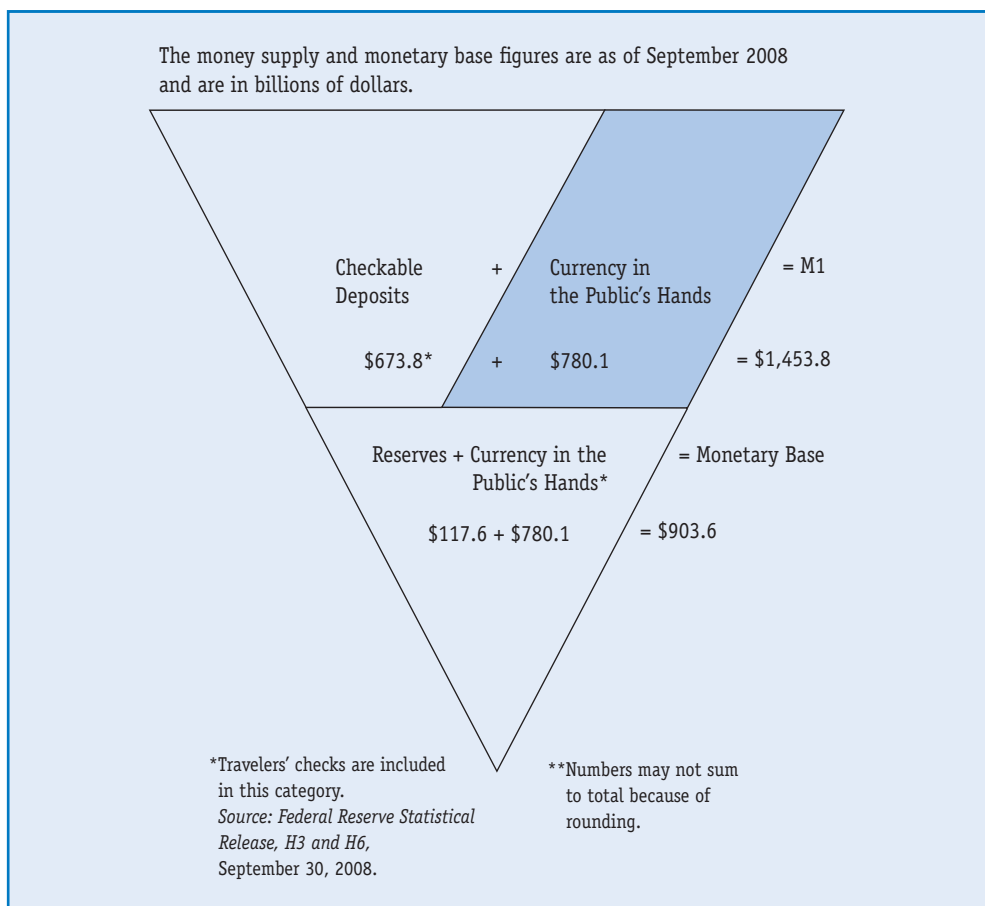 The money supply and monetary base figures are as of September 2008
and are in billions of dollars.
Checkable + Currency in = M1
Deposits the Public’s Hands
$673.8* + $780.1 = $1,453.8
Reserves + Currency in the = Monetary Base
Public’s Hands*
$117.6 + $780.1 = $903.6
*Travelers’ checks are included
in this category.
Source: Federal Reserve Statistical
Release, H3 and H6,
September 30, 2008.
**Numbers may not sum
to total because of
rounding.